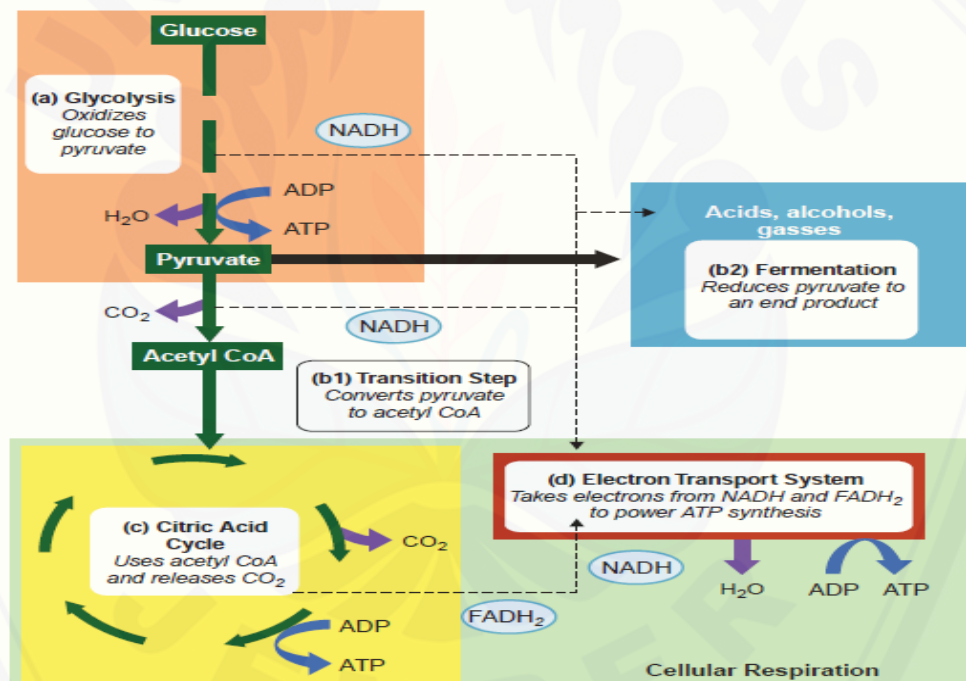 Glucose
(a) Glycolysis
Oxidizes
glucose to
pyruvate
NADH
ADP
H₂O
ATP
Pyruvate
Acids, alcohols,
gasses
(b2) Fermentation
Reduces pyruvate to
an end product
CO₂
NADH
Acetyl CoA
(b1) Transition Step
Converts pyruvate
to acetyl CoA
(c) Citric Acid
Cycle
Uses acetyl CoA
and releases CO₂
CO₂
ADP
ATP
(d) Electron Transport System
Takes electrons from NADH and FADH₂
to power ATP synthesis
NADH
FADH₂
H₂O
ADP
ATP
Cellular Respiration